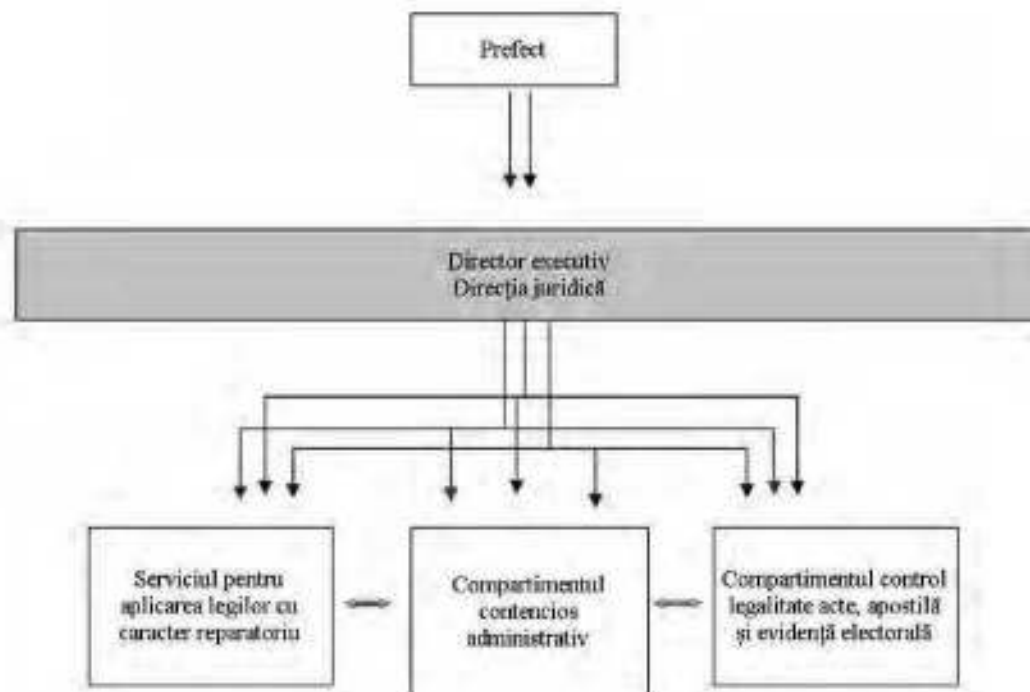 Prefect
Director executiv
Direcția juridică
Serviciul pentru
aplicarea legilor cu
caracter reparatoriu
Compartimentul
contencios
administrativ
Compartimentul control
legalitate acte, apostilă
și evidență electorală